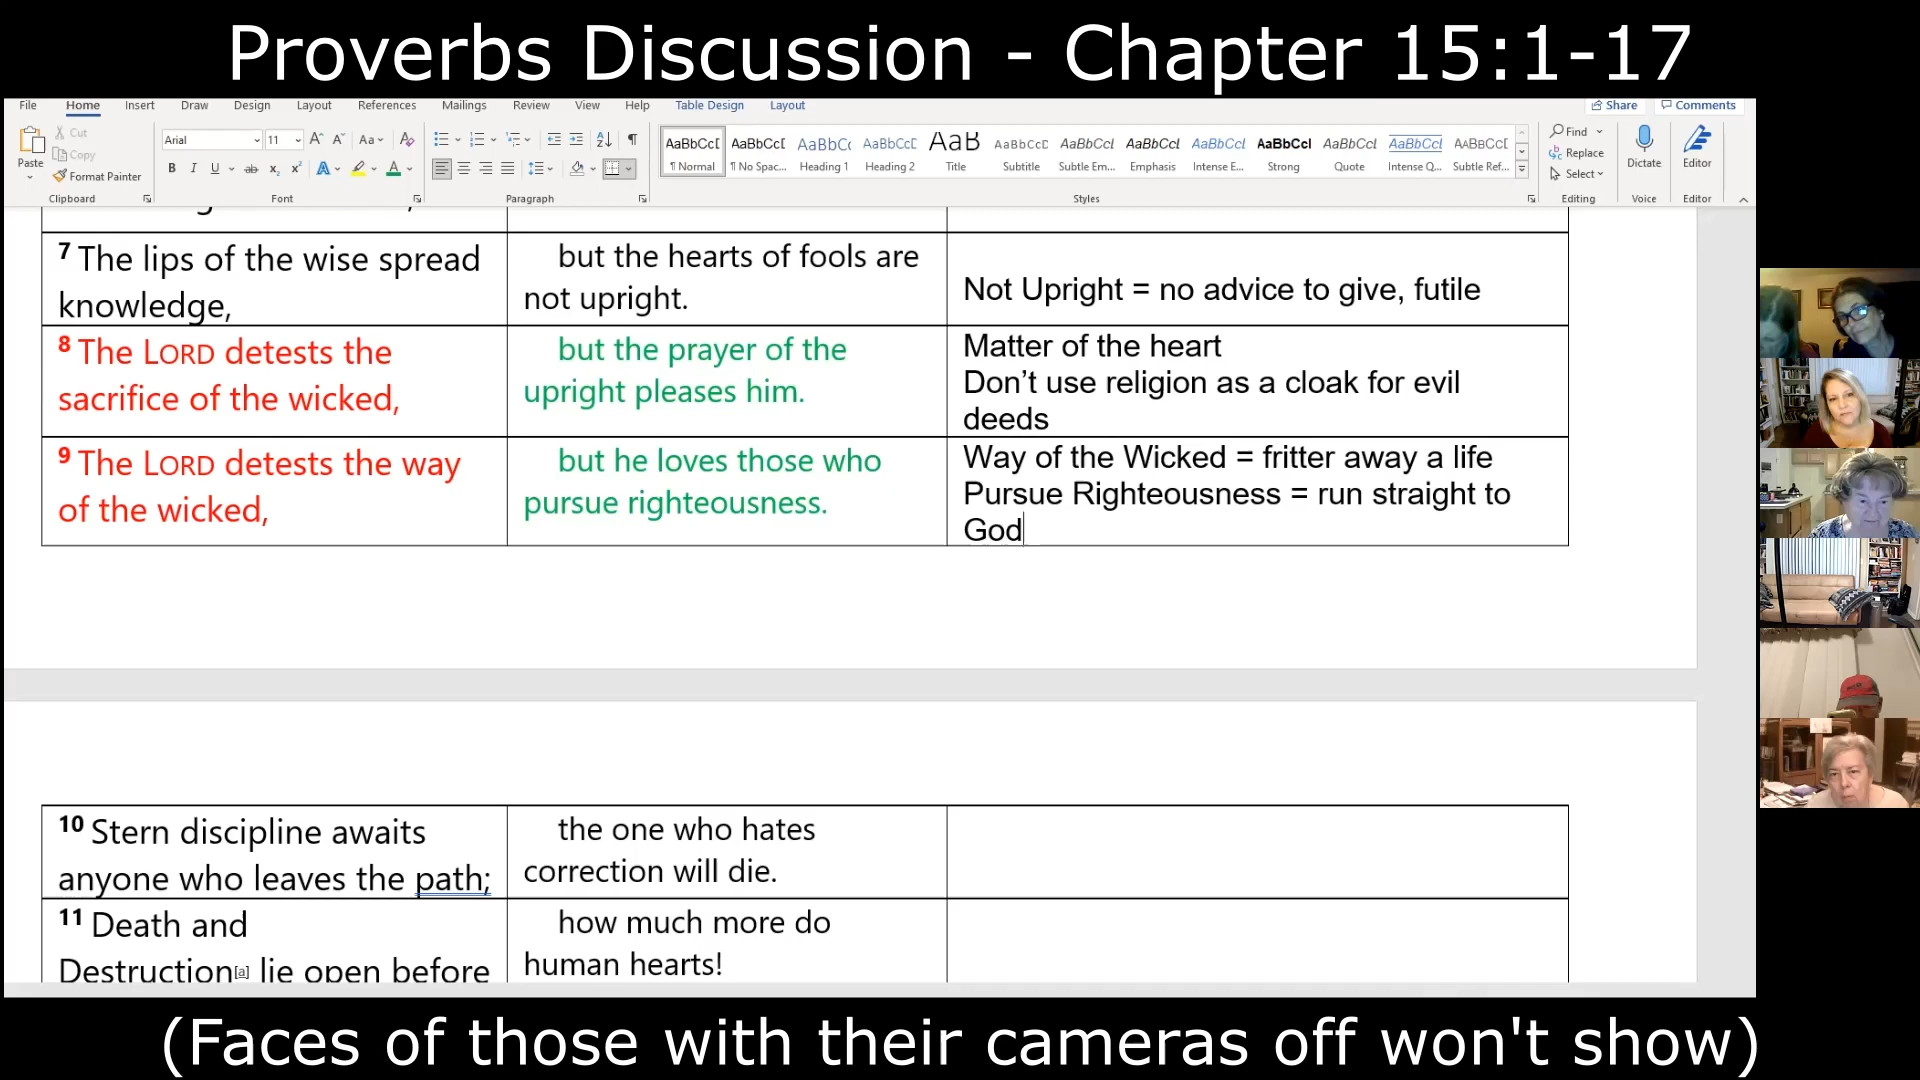 Proverbs Discussion - Chapter 15:1-17
File Home Insert Draw Design Layout References Mailings Review View Help Table Design Layout Share Comments
Paste Cut Copy Format Painter
Clipboard
Arial 11 Aa
B I U ab x₂ x² A A
Font
Paragraph
AaBbCcD AaBbCcD AaBbCc AaBbCcD AaB AaBbCcD AaBbCcI AaBbCcI AaBbCcI AaBbCcI AaBbCcI AaBbCcI AaBbCcD
¶ Normal ¶ No Spac... Heading 1 Heading 2 Title Subtitle Subtle Em... Emphasis Intense E... Strong Quote Intense Q... Subtle Ref...
Styles
Find
Replace
Select
Editing
Dictate
Voice
Editor
Editor
7 The lips of the wise spread
knowledge,
but the hearts of fools are
not upright.
Not Upright = no advice to give, futile
8 The LORD detests the
sacrifice of the wicked,
but the prayer of the
upright pleases him.
Matter of the heart
Don’t use religion as a cloak for evil
deeds
9 The LORD detests the way
of the wicked,
but he loves those who
pursue righteousness.
Way of the Wicked = fritter away a life
Pursue Righteousness = run straight to
God
10 Stern discipline awaits
anyone who leaves the path;
the one who hates
correction will die.
11 Death and
Destruction[a] lie open before
how much more do
human hearts!
(Faces of those with their cameras off won't show)